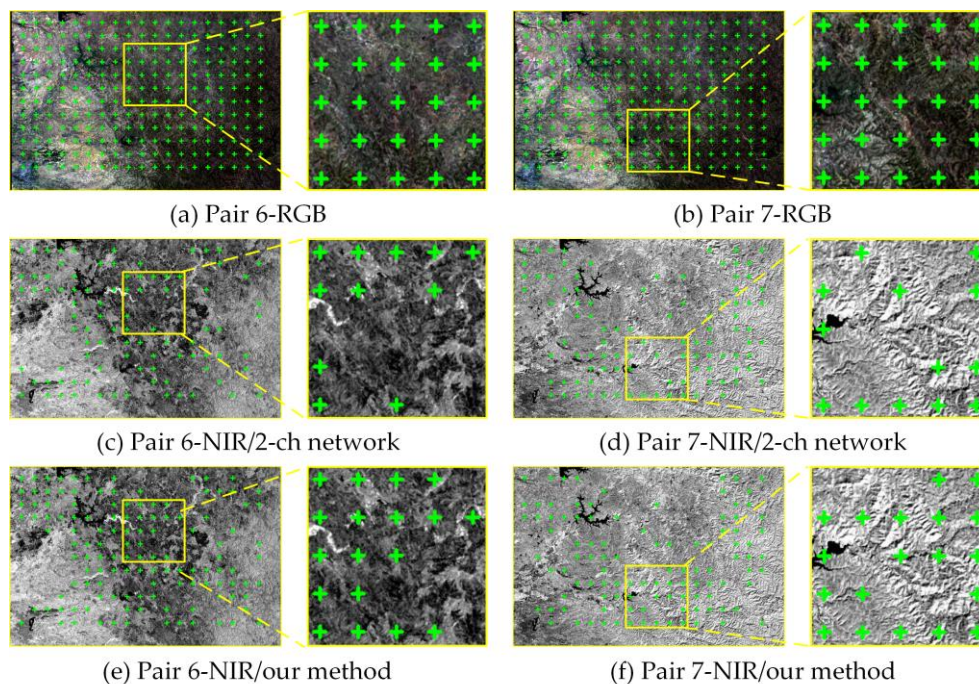 (a) Pair 6-RGB
(b) Pair 7-RGB
(c) Pair 6-NIR/2-ch network
(d) Pair 7-NIR/2-ch network
(e) Pair 6-NIR/our method
(f) Pair 7-NIR/our method